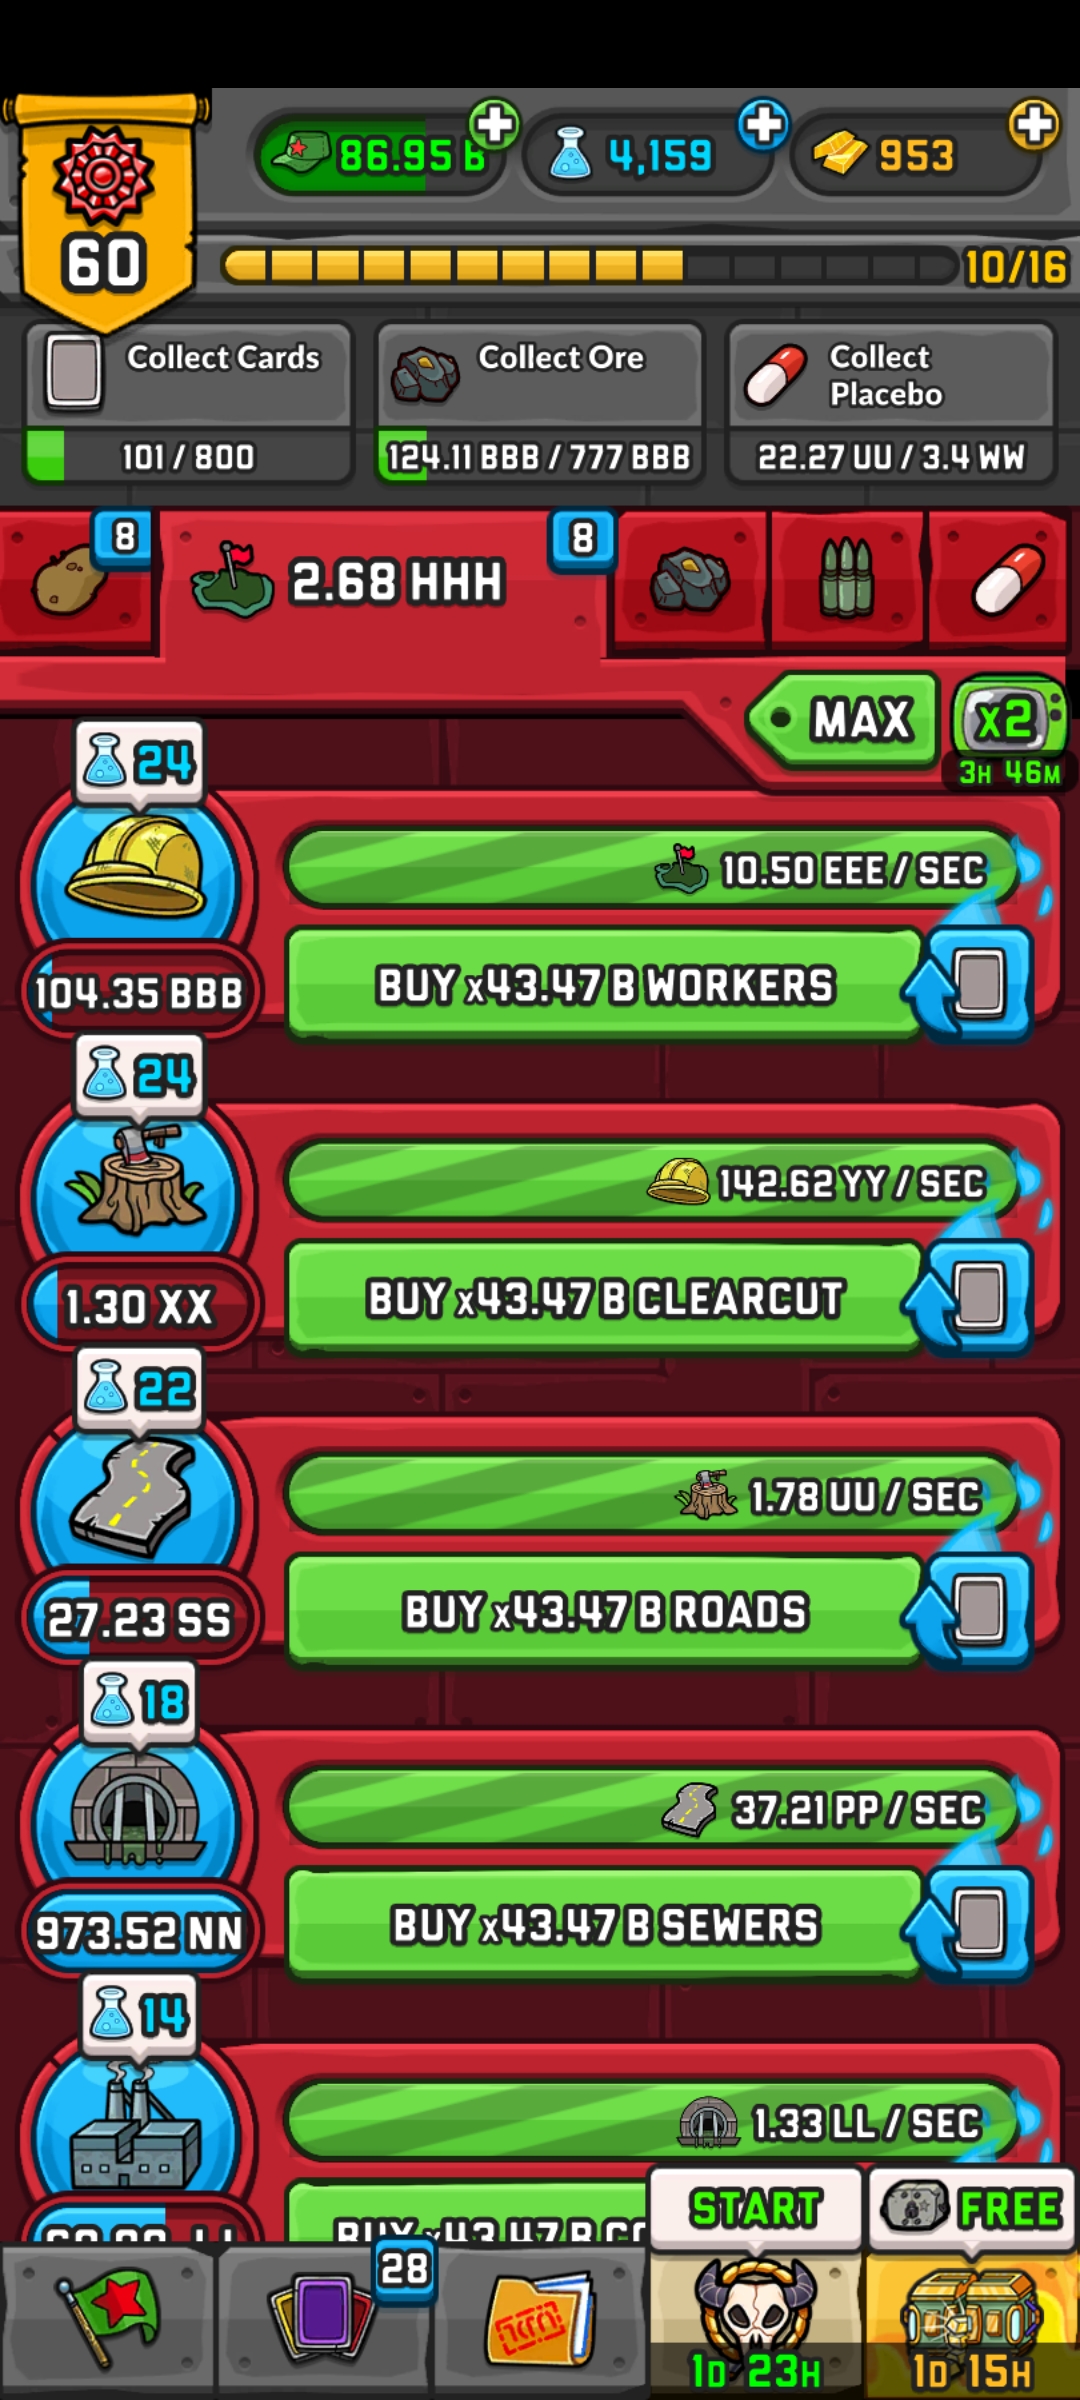 86.95 B
4,159
953
60
10/16
Collect Cards
101 / 800
Collect Ore
124.11 BBB / 777 BBB
Collect
Placebo
22.27 UU / 3.4 WW
8
2.68 HHH
8
MAX
x2
3H 46M
24
10.50 EEE / SEC
104.35 BBB
BUY x43.47 B WORKERS
24
142.62 YY / SEC
1.30 XX
BUY x43.47 B CLEARCUT
22
1.78 UU / SEC
27.23 SS
BUY x43.47 B ROADS
18
37.21 PP / SEC
973.52 NN
BUY x43.47 B SEWERS
14
1.33 LL / SEC
BUY x43.47 B
START
FREE
28
1D 23H
1D 15H